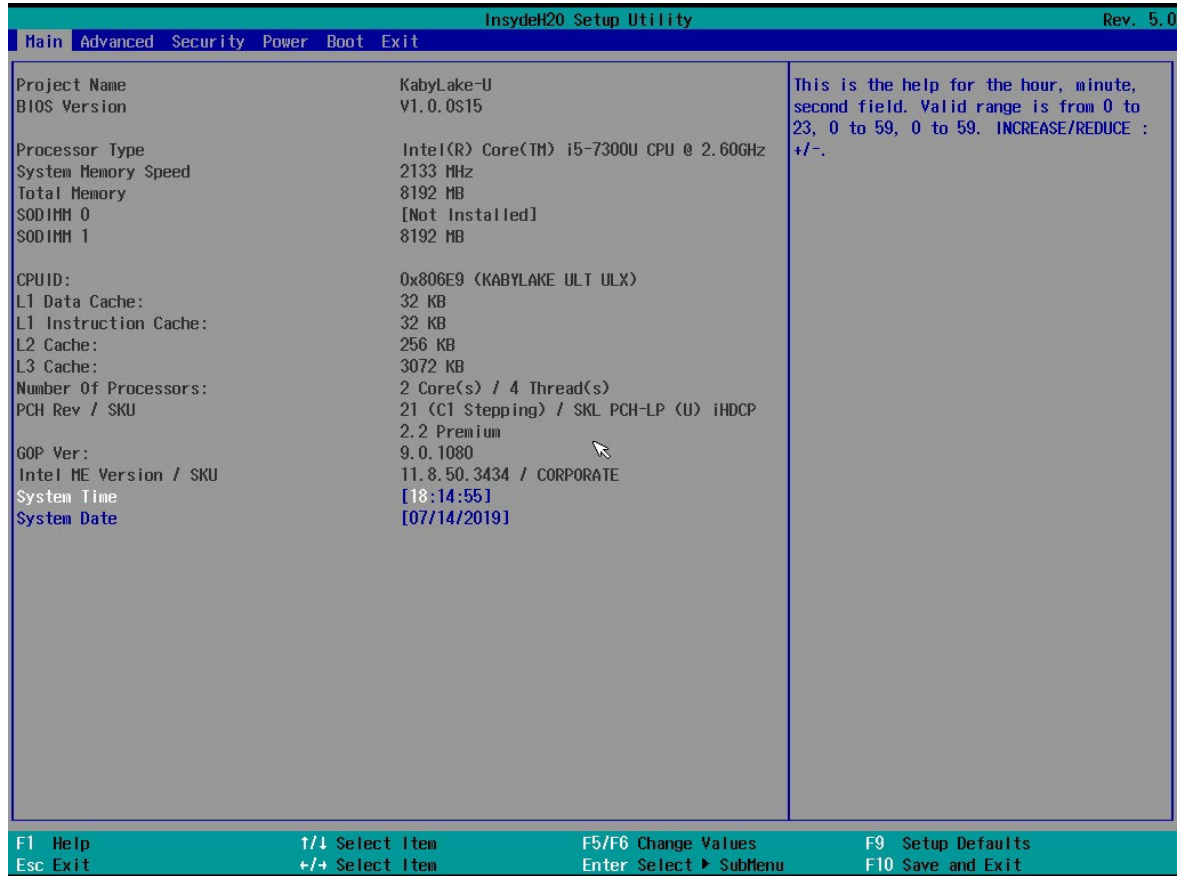 InsydeH20 Setup Utility Rev. 5.0
Main Advanced Security Power Boot Exit
Project Name KabyLake-U
BIOS Version V1.0.0S15
Processor Type Intel(R) Core(TM) i5-7300U CPU @ 2.60GHz
System Memory Speed 2133 MHz
Total Memory 8192 MB
SODIMM 0 [Not Installed]
SODIMM 1 8192 MB
CPUID: 0x806E9 (KABYLAKE ULT ULX)
L1 Data Cache: 32 KB
L1 Instruction Cache: 32 KB
L2 Cache: 256 KB
L3 Cache: 3072 KB
Number Of Processors: 2 Core(s) / 4 Thread(s)
PCH Rev / SKU 21 (C1 Stepping) / SKL PCH-LP (U) iHDCP
2.2 Premium
GOP Ver: 9.0.1080
Intel ME Version / SKU 11.8.50.3434 / CORPORATE
System Time [18:14:55]
System Date [07/14/2019]
This is the help for the hour, minute,
second field. Valid range is from 0 to
23, 0 to 59, 0 to 59. INCREASE/REDUCE :
+/-.
F1 Help ↑/↓ Select Item F5/F6 Change Values F9 Setup Defaults
Esc Exit ←/→ Select Item Enter Select ▶ SubMenu F10 Save and Exit